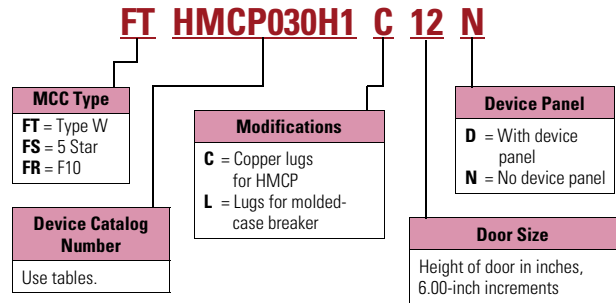 FT HMCP030H1 C 12 N
MCC Type
FT = Type W
FS = 5 Star
FR = F10
Device Catalog
Number
Use tables.
Modifications
C = Copper lugs
for HMCP
L = Lugs for molded-
case breaker
Device Panel
D = With device
panel
N = No device panel
Door Size
Height of door in inches,
6.00-inch increments